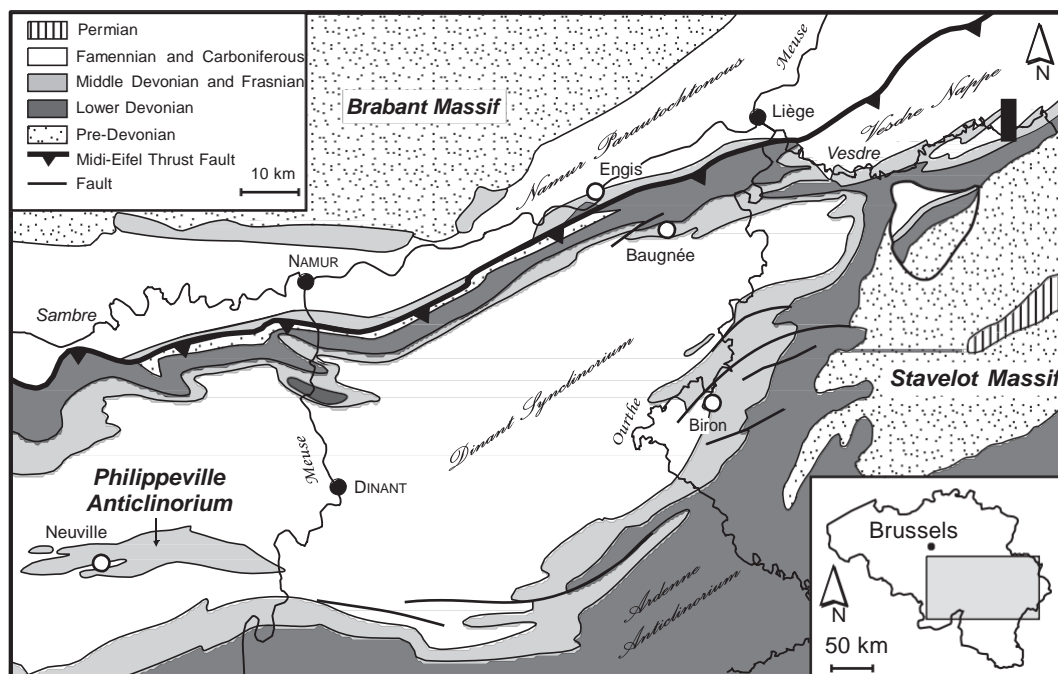 Permian
Famennian and Carboniferous
Middle Devonian and Frasnian
Lower Devonian
Pre-Devonian
Midi-Eifel Thrust Fault
Fault
10 km
Brabant Massif
Namur Parautochtonous
Meuse
Liège
Vesdre Nappe
Vesdre
N
Engis
Baugnée
NAMUR
Sambre
Dinant Synclinorium
Ourthe
Biron
Stavelot Massif
Meuse
DINANT
Philippeville
Anticlinorium
Neuville
Ardenne
Anticlinorium
Brussels
N
50 km